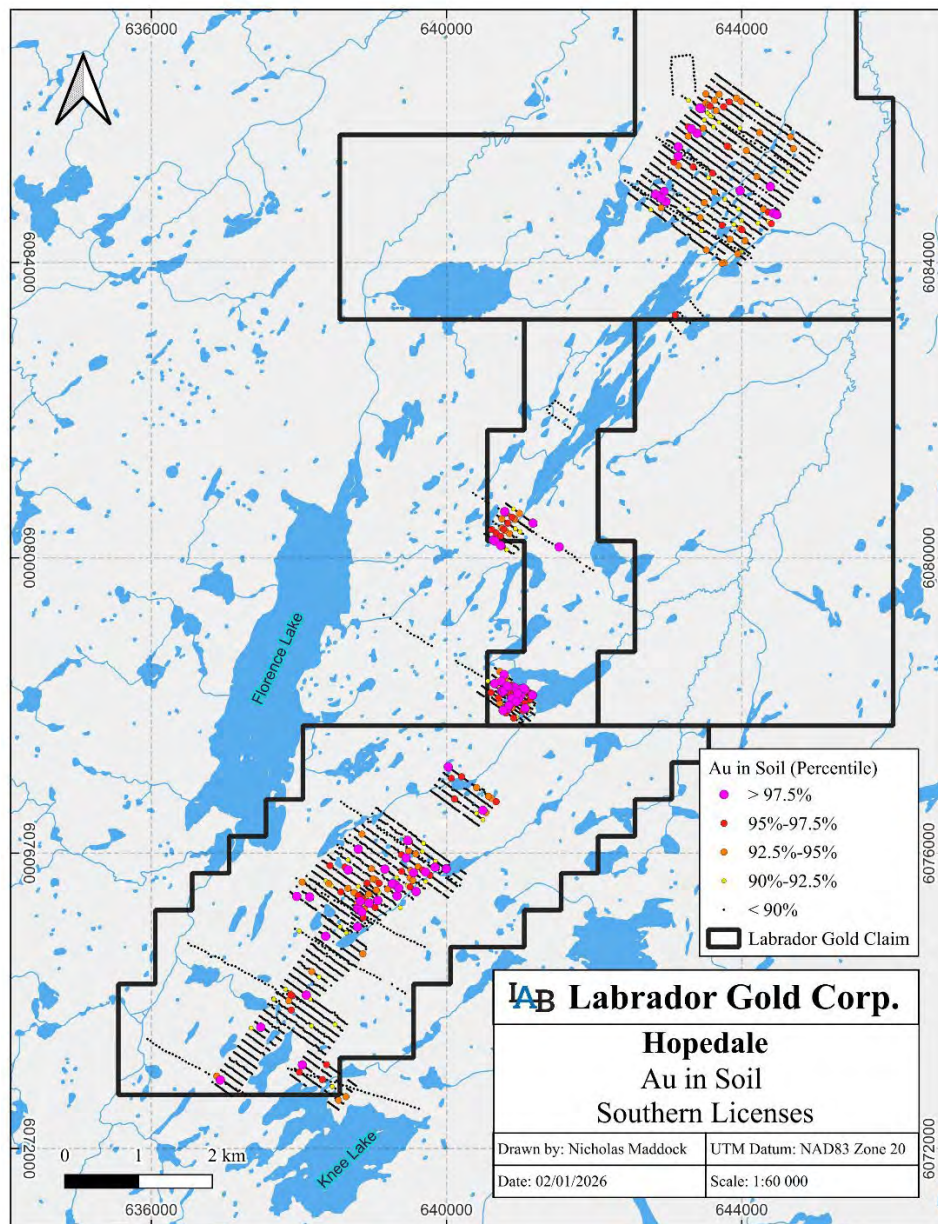 636000
640000
644000
6084000
6084000
6080000
6080000
Florence Lake
Au in Soil (Percentile)
> 97.5%
95%-97.5%
92.5%-95%
90%-92.5%
< 90%
Labrador Gold Claim
6076000
6076000
LAB Labrador Gold Corp.
Hopedale
Au in Soil
Southern Licenses
Drawn by: Nicholas Maddock
UTM Datum: NAD83 Zone 20
Date: 02/01/2026
Scale: 1:60 000
Knee Lake
6072000
6072000
0 1 2 km
636000
640000
644000